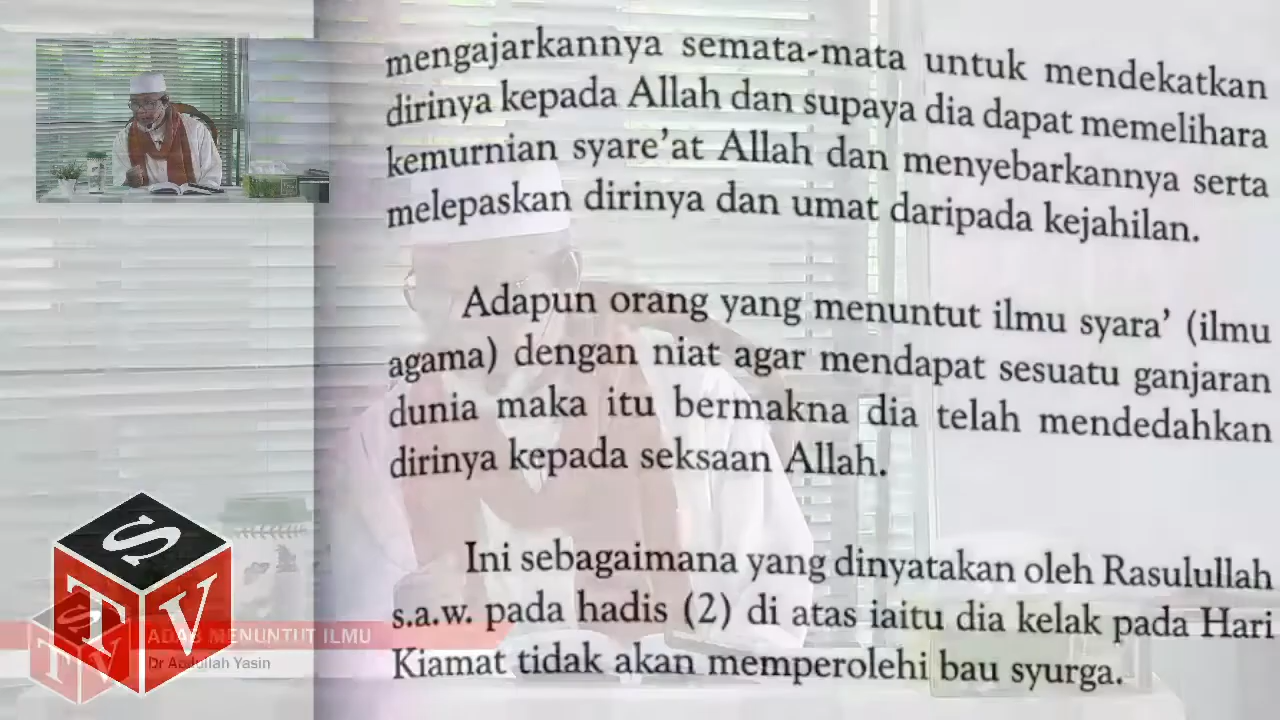 mengajarkannya semata-mata untuk mendekatkan
dirinya kepada Allah dan supaya dia dapat memelihara
kemurnian syare'at Allah dan menyebarkannya serta
melepaskan dirinya dan umat daripada kejahilan.
Adapun orang yang menuntut ilmu syara' (ilmu
agama) dengan niat agar mendapat sesuatu ganjaran
dunia maka itu bermakna dia telah mendedahkan
dirinya kepada seksaan Allah.
Ini sebagaimana yang dinyatakan oleh Rasulullah
s.a.w. pada hadis (2) di atas iaitu dia kelak pada Hari
Kiamat tidak akan memperolehi bau syurga.
S
T V
ADAB MENUNTUT ILMU
Dr Abdullah Yasin